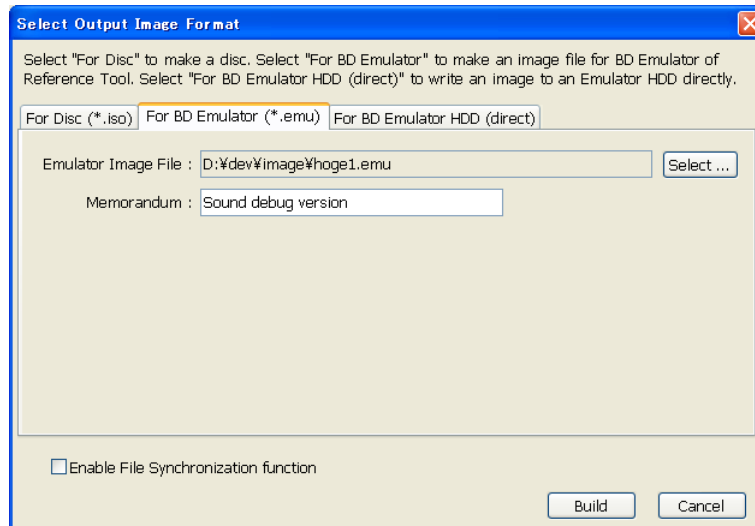 Select Output Image Format
Select "For Disc" to make a disc. Select "For BD Emulator" to make an image file for BD Emulator of
Reference Tool. Select "For BD Emulator HDD (direct)" to write an image to an Emulator HDD directly.
For Disc (*.iso) For BD Emulator (*.emu) For BD Emulator HDD (direct)
Emulator Image File : D:¥dev¥image¥hoge1.emu Select ...
Memorandum : Sound debug version
Enable File Synchronization function
Build Cancel